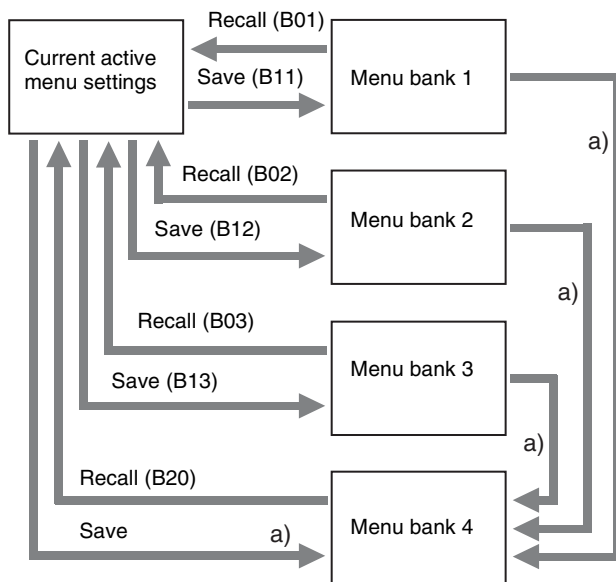 Recall (B01)
Current active
menu settings
Save (B11)
Menu bank 1
a)
Recall (B02)
Save (B12)
Menu bank 2
a)
Recall (B03)
Save (B13)
Menu bank 3
a)
Recall (B20)
Save
a)
Menu bank 4